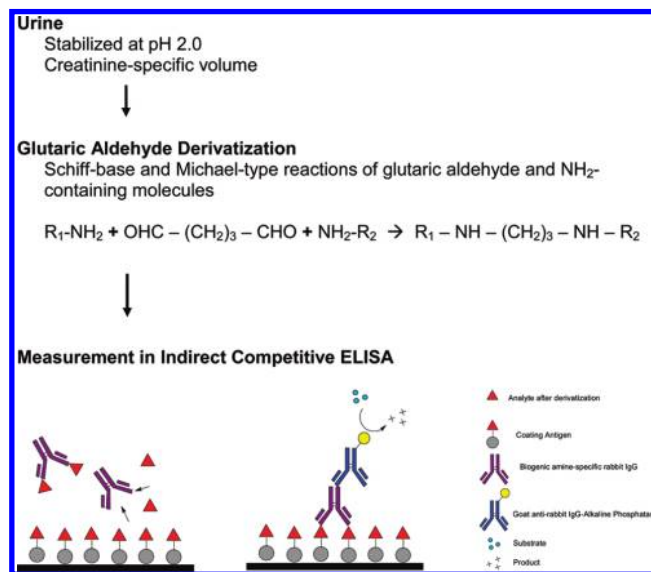 Urine
Stabilized at pH 2.0
Creatinine-specific volume
Glutaric Aldehyde Derivatization
Schiff-base and Michael-type reactions of glutaric aldehyde and NH₂-
containing molecules
R₁-NH₂ + OHC – (CH₂)₃ – CHO + NH₂-R₂ → R₁ – NH – (CH₂)₃ – NH – R₂
Measurement in Indirect Competitive ELISA
Analyte after derivatization
Coating Antigen
Biogenic amine-specific rabbit IgG
Goat anti-rabbit IgG-Alkaline Phosphatas
Substrate
Product